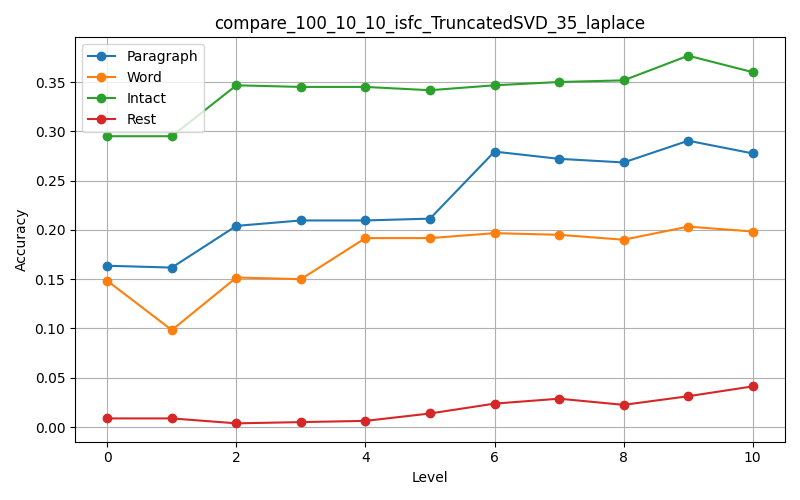 compare_100_10_10_isfc_TruncatedSVD_35_laplace
Paragraph
Word
Intact
Rest
Accuracy
0.35
0.30
0.25
0.20
0.15
0.10
0.05
0.00
0 2 4 6 8 10
Level